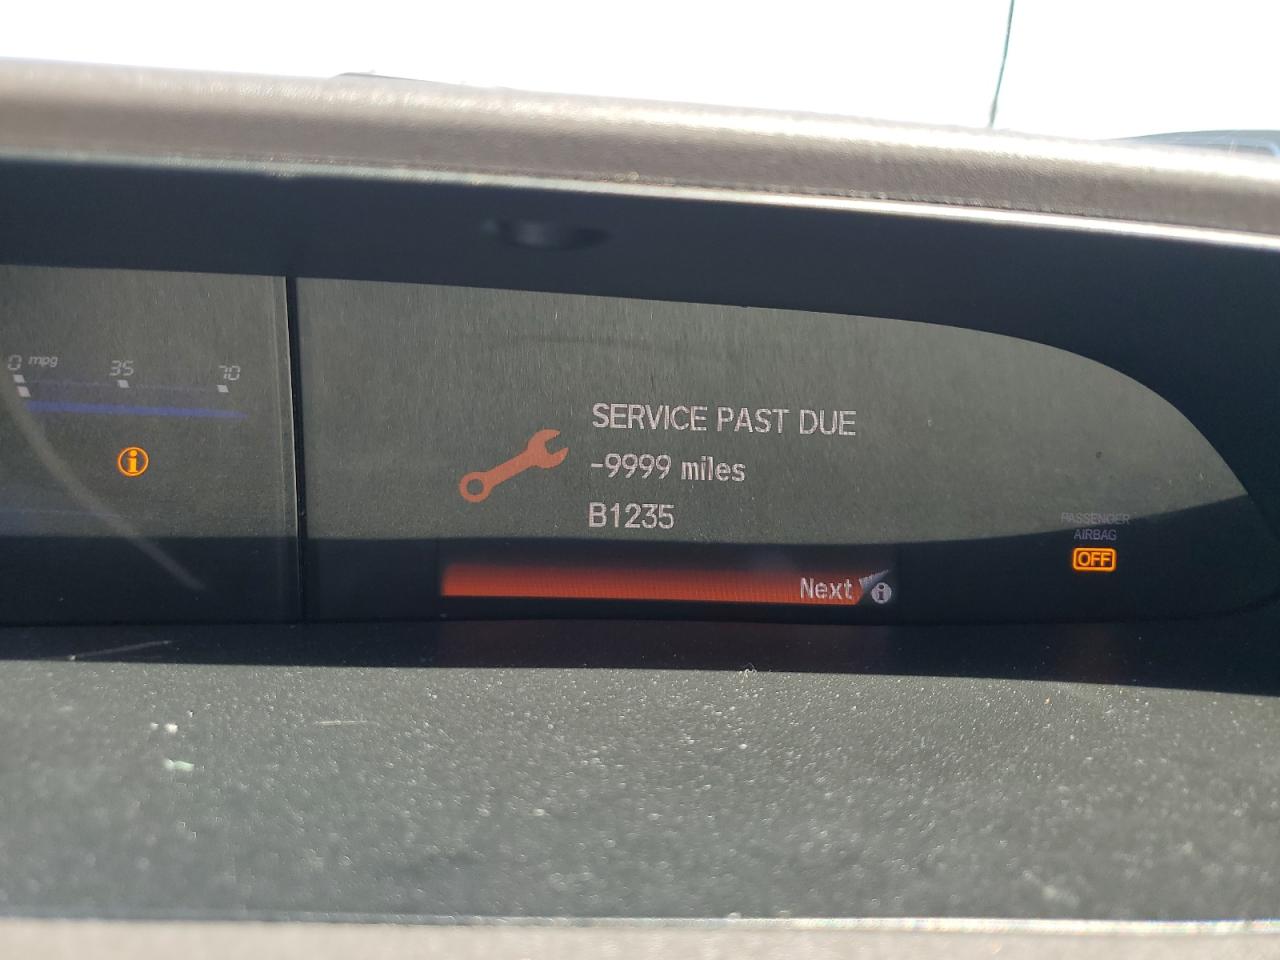 0 mpg 35 70
SERVICE PAST DUE
-9999 miles
B1235
Next
PASSENGER
AIRBAG
OFF